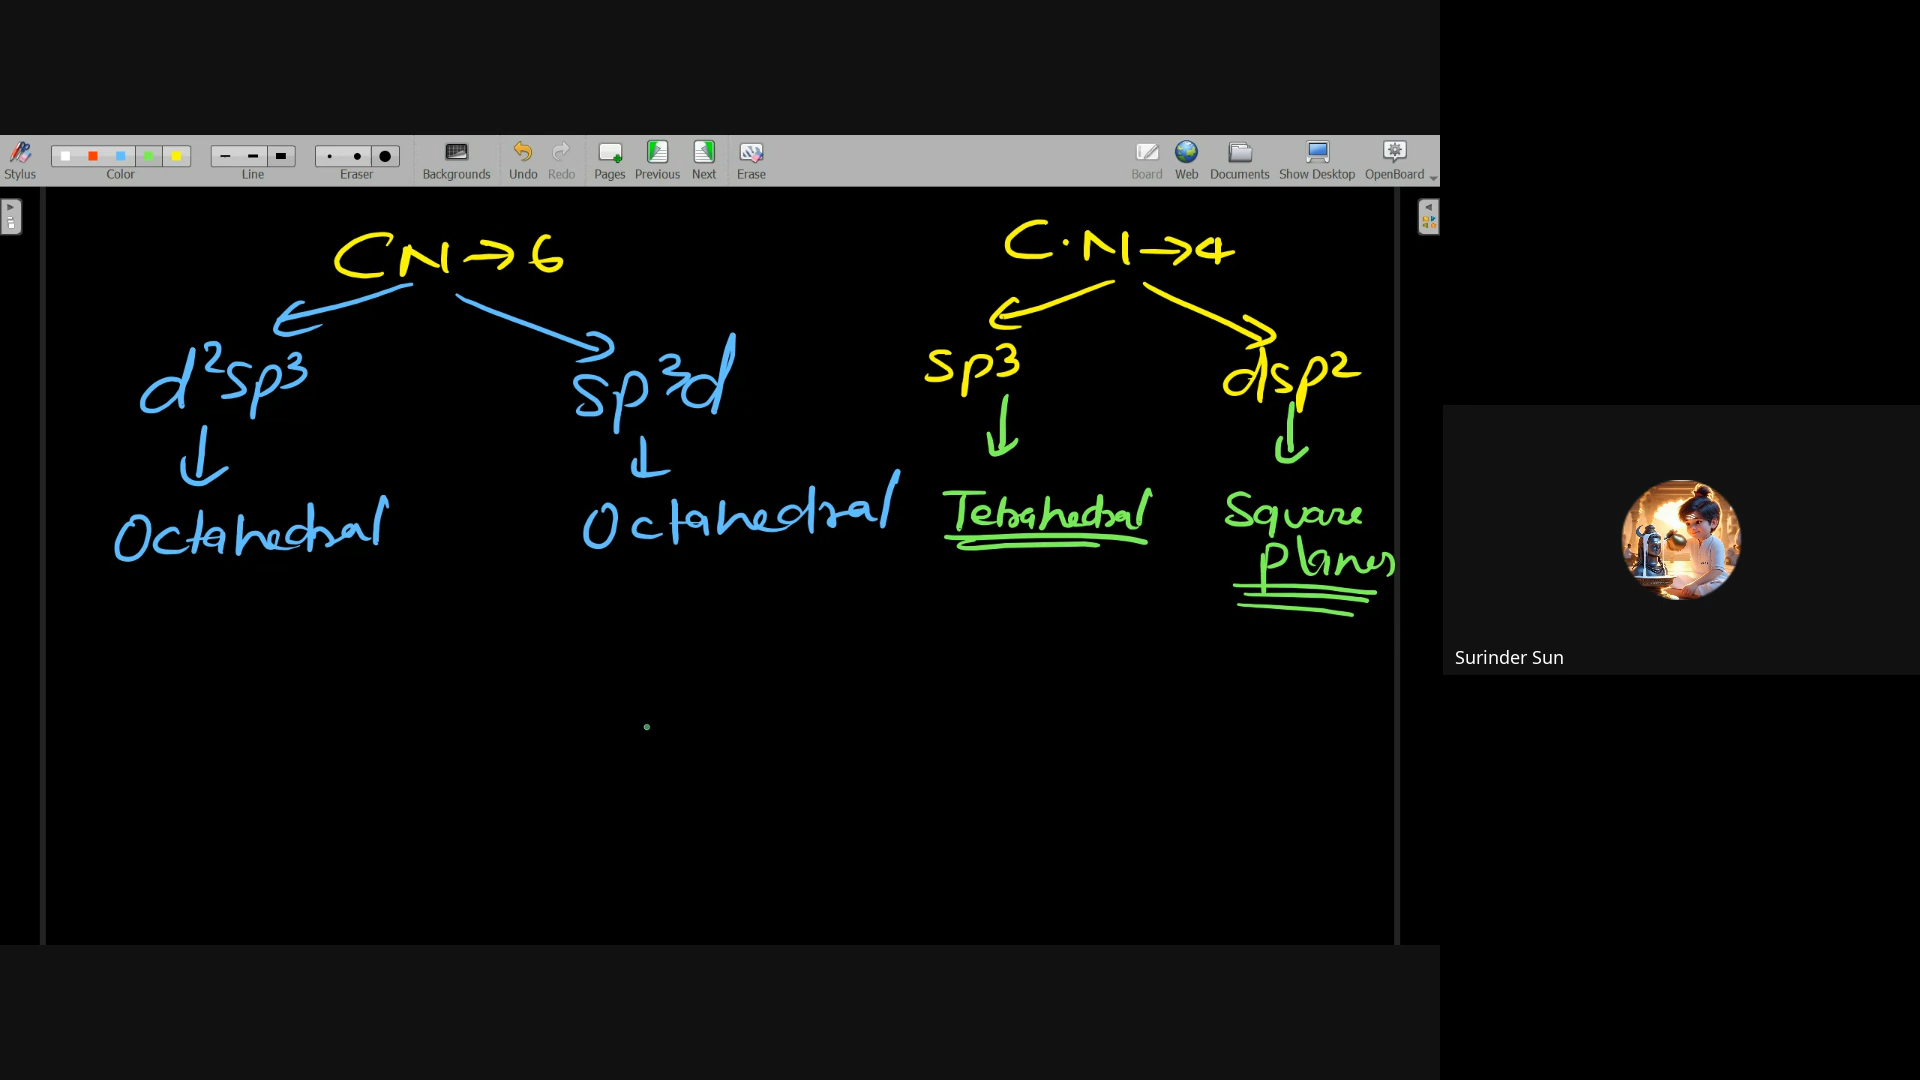 Stylus Color Line Eraser Backgrounds Undo Redo Pages Previous Next Erase Board Web Documents Show Desktop OpenBoard
CN→6
C·N→4
d²sp³
sp³d
sp3
dsp2
Octahedral
Octahedral
Tetrahedral
Square
planer
Surinder Sun